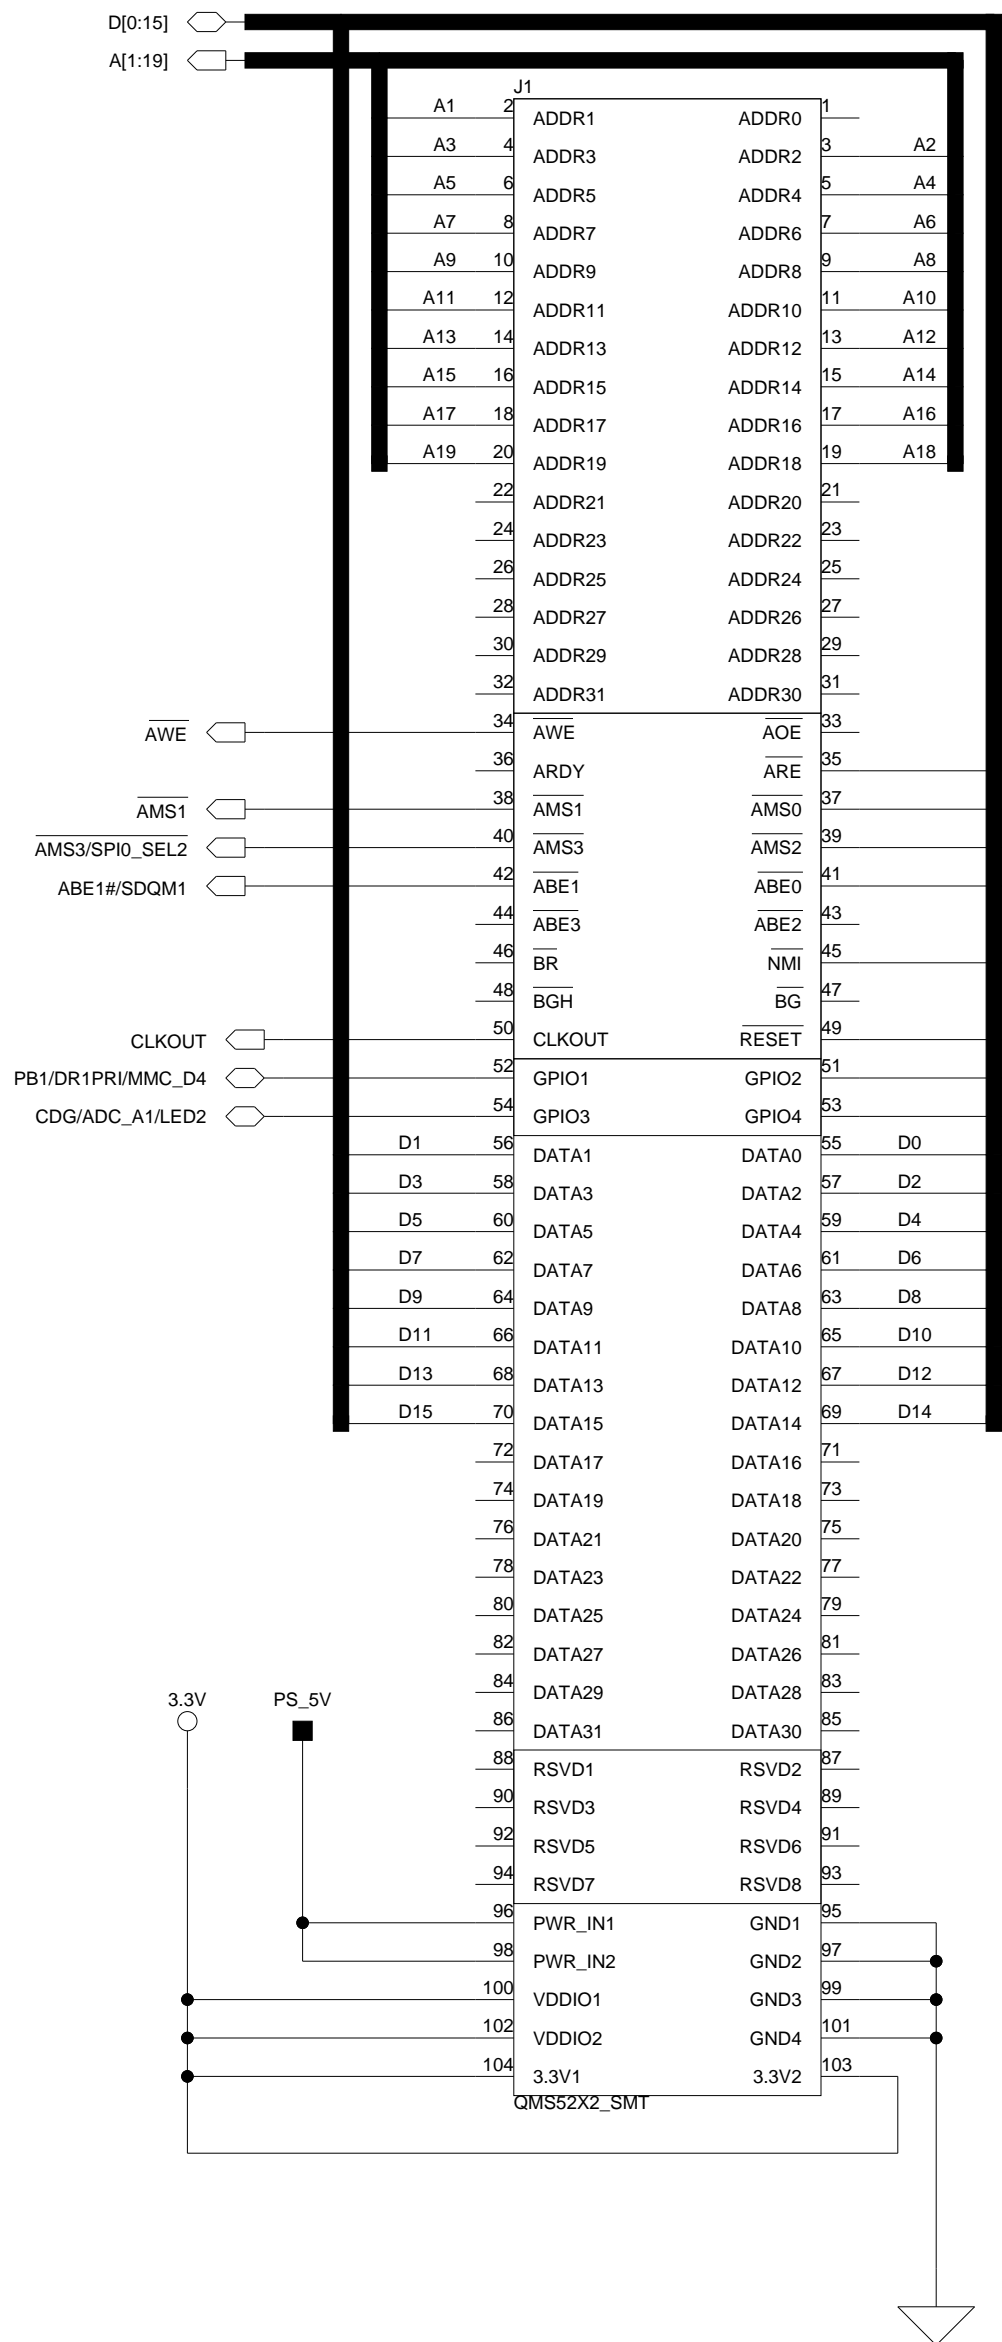 D[0:15]
A[1:19]
J1
A1 2 ADDR1 ADDR0 1
A3 4 ADDR3 ADDR2 3 A2
A5 6 ADDR5 ADDR4 5 A4
A7 8 ADDR7 ADDR6 7 A6
A9 10 ADDR9 ADDR8 9 A8
A11 12 ADDR11 ADDR10 11 A10
A13 14 ADDR13 ADDR12 13 A12
A15 16 ADDR15 ADDR14 15 A14
A17 18 ADDR17 ADDR16 17 A16
A19 20 ADDR19 ADDR18 19 A18
22 ADDR21 ADDR20 21
24 ADDR23 ADDR22 23
26 ADDR25 ADDR24 25
28 ADDR27 ADDR26 27
30 ADDR29 ADDR28 29
32 ADDR31 ADDR30 31
AWE 34 AWE AOE 33
36 ARDY ARE 35
AMS1 38 AMS1 AMS0 37
AMS3/SPI0_SEL2 40 AMS3 AMS2 39
ABE1#/SDQM1 42 ABE1 ABE0 41
44 ABE3 ABE2 43
46 BR NMI 45
48 BGH BG 47
CLKOUT 50 CLKOUT RESET 49
PB1/DR1PRI/MMC_D4 52 GPIO1 GPIO2 51
CDG/ADC_A1/LED2 54 GPIO3 GPIO4 53
D1 56 DATA1 DATA0 55 D0
D3 58 DATA3 DATA2 57 D2
D5 60 DATA5 DATA4 59 D4
D7 62 DATA7 DATA6 61 D6
D9 64 DATA9 DATA8 63 D8
D11 66 DATA11 DATA10 65 D10
D13 68 DATA13 DATA12 67 D12
D15 70 DATA15 DATA14 69 D14
72 DATA17 DATA16 71
74 DATA19 DATA18 73
76 DATA21 DATA20 75
78 DATA23 DATA22 77
80 DATA25 DATA24 79
82 DATA27 DATA26 81
84 DATA29 DATA28 83
3.3V PS_5V
86 DATA31 DATA30 85
88 RSVD1 RSVD2 87
90 RSVD3 RSVD4 89
92 RSVD5 RSVD6 91
94 RSVD7 RSVD8 93
96 PWR_IN1 GND1 95
98 PWR_IN2 GND2 97
100 VDDIO1 GND3 99
102 VDDIO2 GND4 101
104 3.3V1 3.3V2 103
QMS52X2_SMT